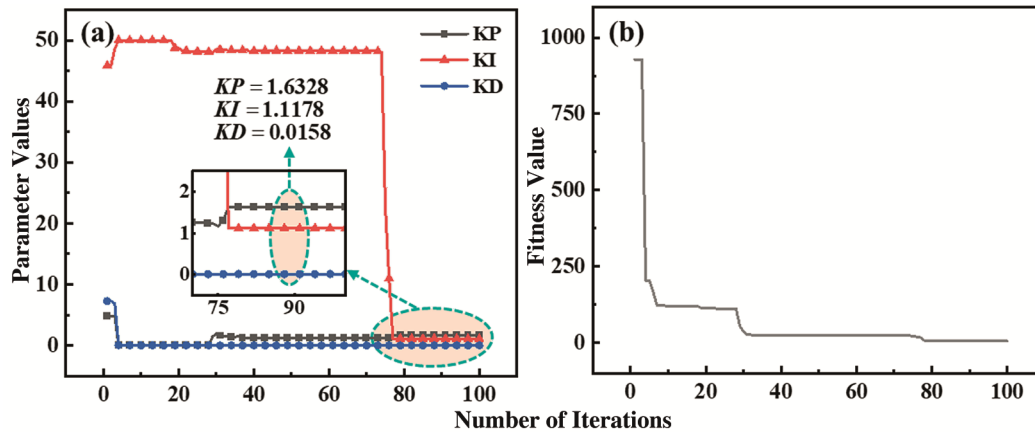 (a)
KP
KI
KD
KP = 1.6328
KI = 1.1178
KD = 0.0158
Parameter Values
50
40
30
20
10
0
2
1
0
75
90
0
20
40
60
80
100
(b)
Fitness Value
1000
750
500
250
0
0
20
40
60
80
100
Number of Iterations